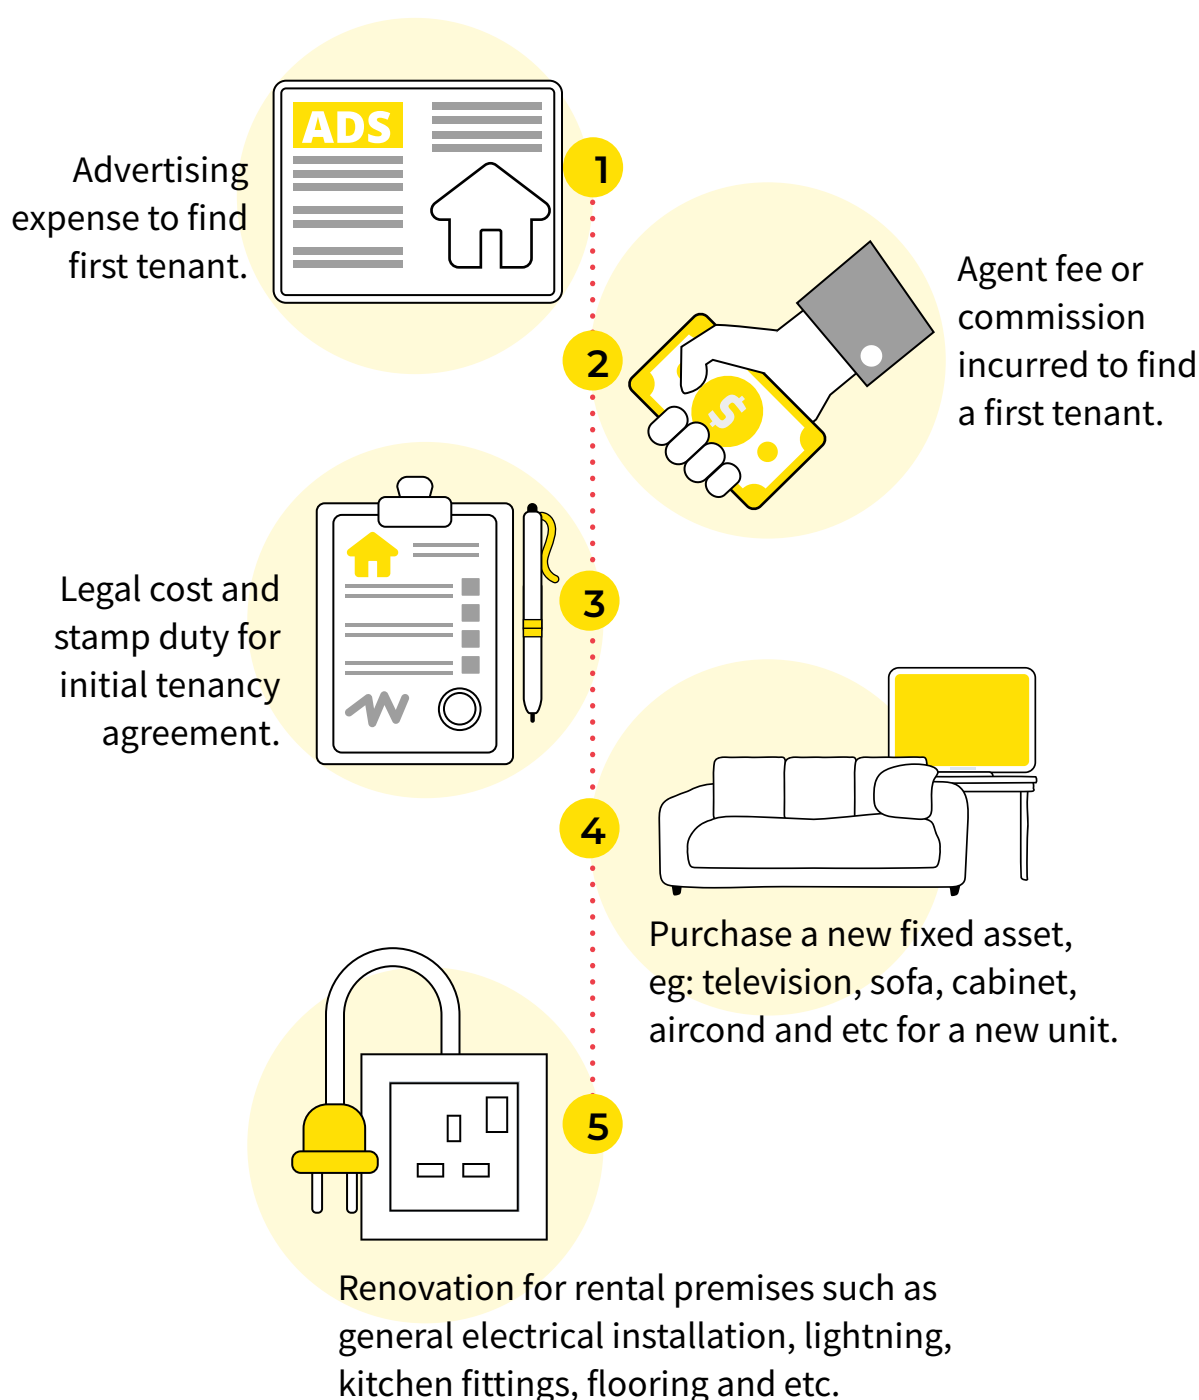 ADS
1
Advertising
expense to find
first tenant.
2
Agent fee or
commission
incurred to find
a first tenant.
$
3
Legal cost and
stamp duty for
initial tenancy
agreement.
4
Purchase a new fixed asset,
eg: television, sofa, cabinet,
aircond and etc for a new unit.
5
Renovation for rental premises such as
general electrical installation, lightning,
kitchen fittings, flooring and etc.